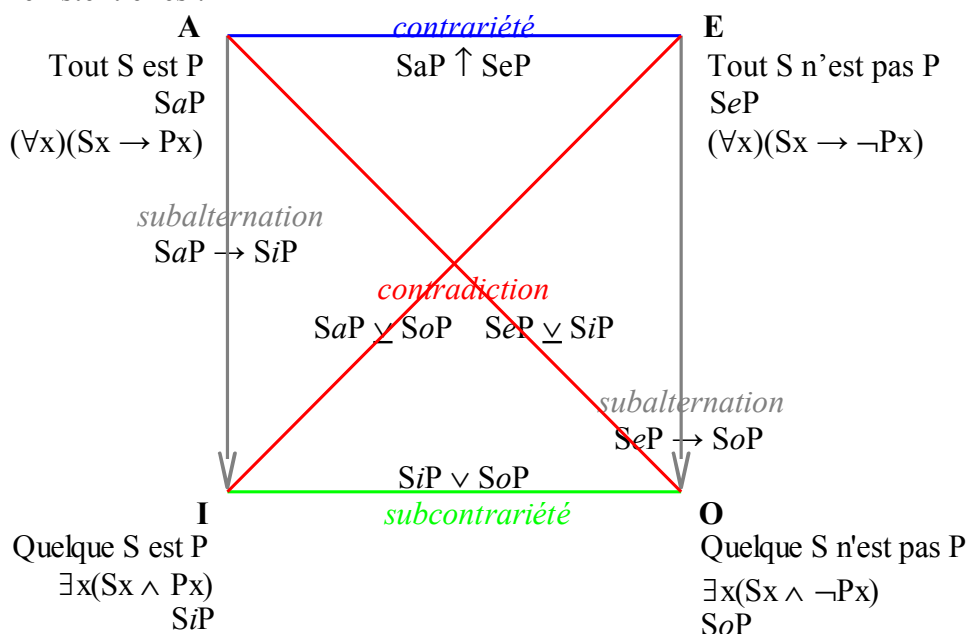 A contrariété E
Tout S est P SaP ↑ SeP Tout S n’est pas P
SaP SeP
(∀x)(Sx → Px) (∀x)(Sx → ¬Px)
subalternation
SaP → SiP
contradiction
SaP ⊻ SoP SeP ⊻ SiP
subalternation
SeP → SoP
SiP ∨ SoP
I subcontrariété O
Quelque S est P Quelque S n'est pas P
∃x(Sx ∧ Px) ∃x(Sx ∧ ¬Px)
SiP SoP